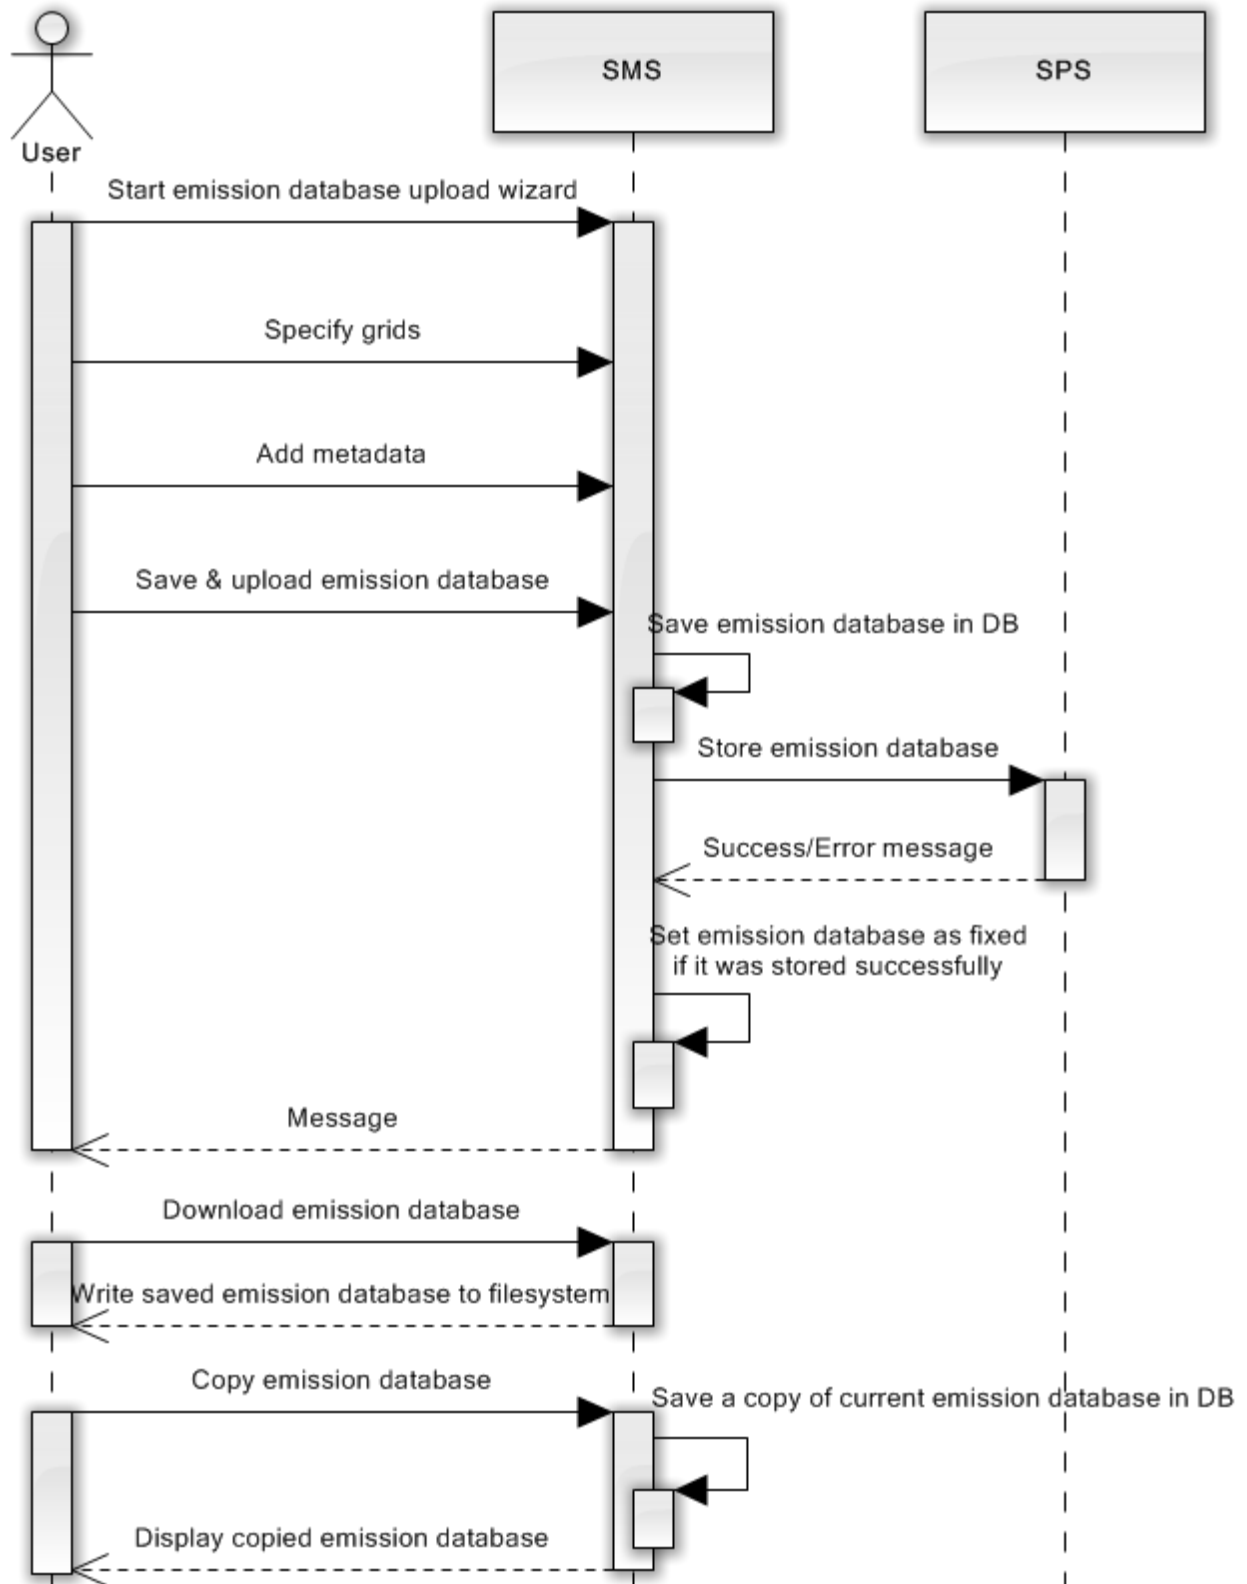 SMS
SPS
User
Start emission database upload wizard
Specify grids
Add metadata
Save & upload emission database
Save emission database in DB
Store emission database
Success/Error message
Set emission database as fixed
if it was stored successfully
Message
Download emission database
Write saved emission database to filesystem
Copy emission database
Save a copy of current emission database in DB
Display copied emission database